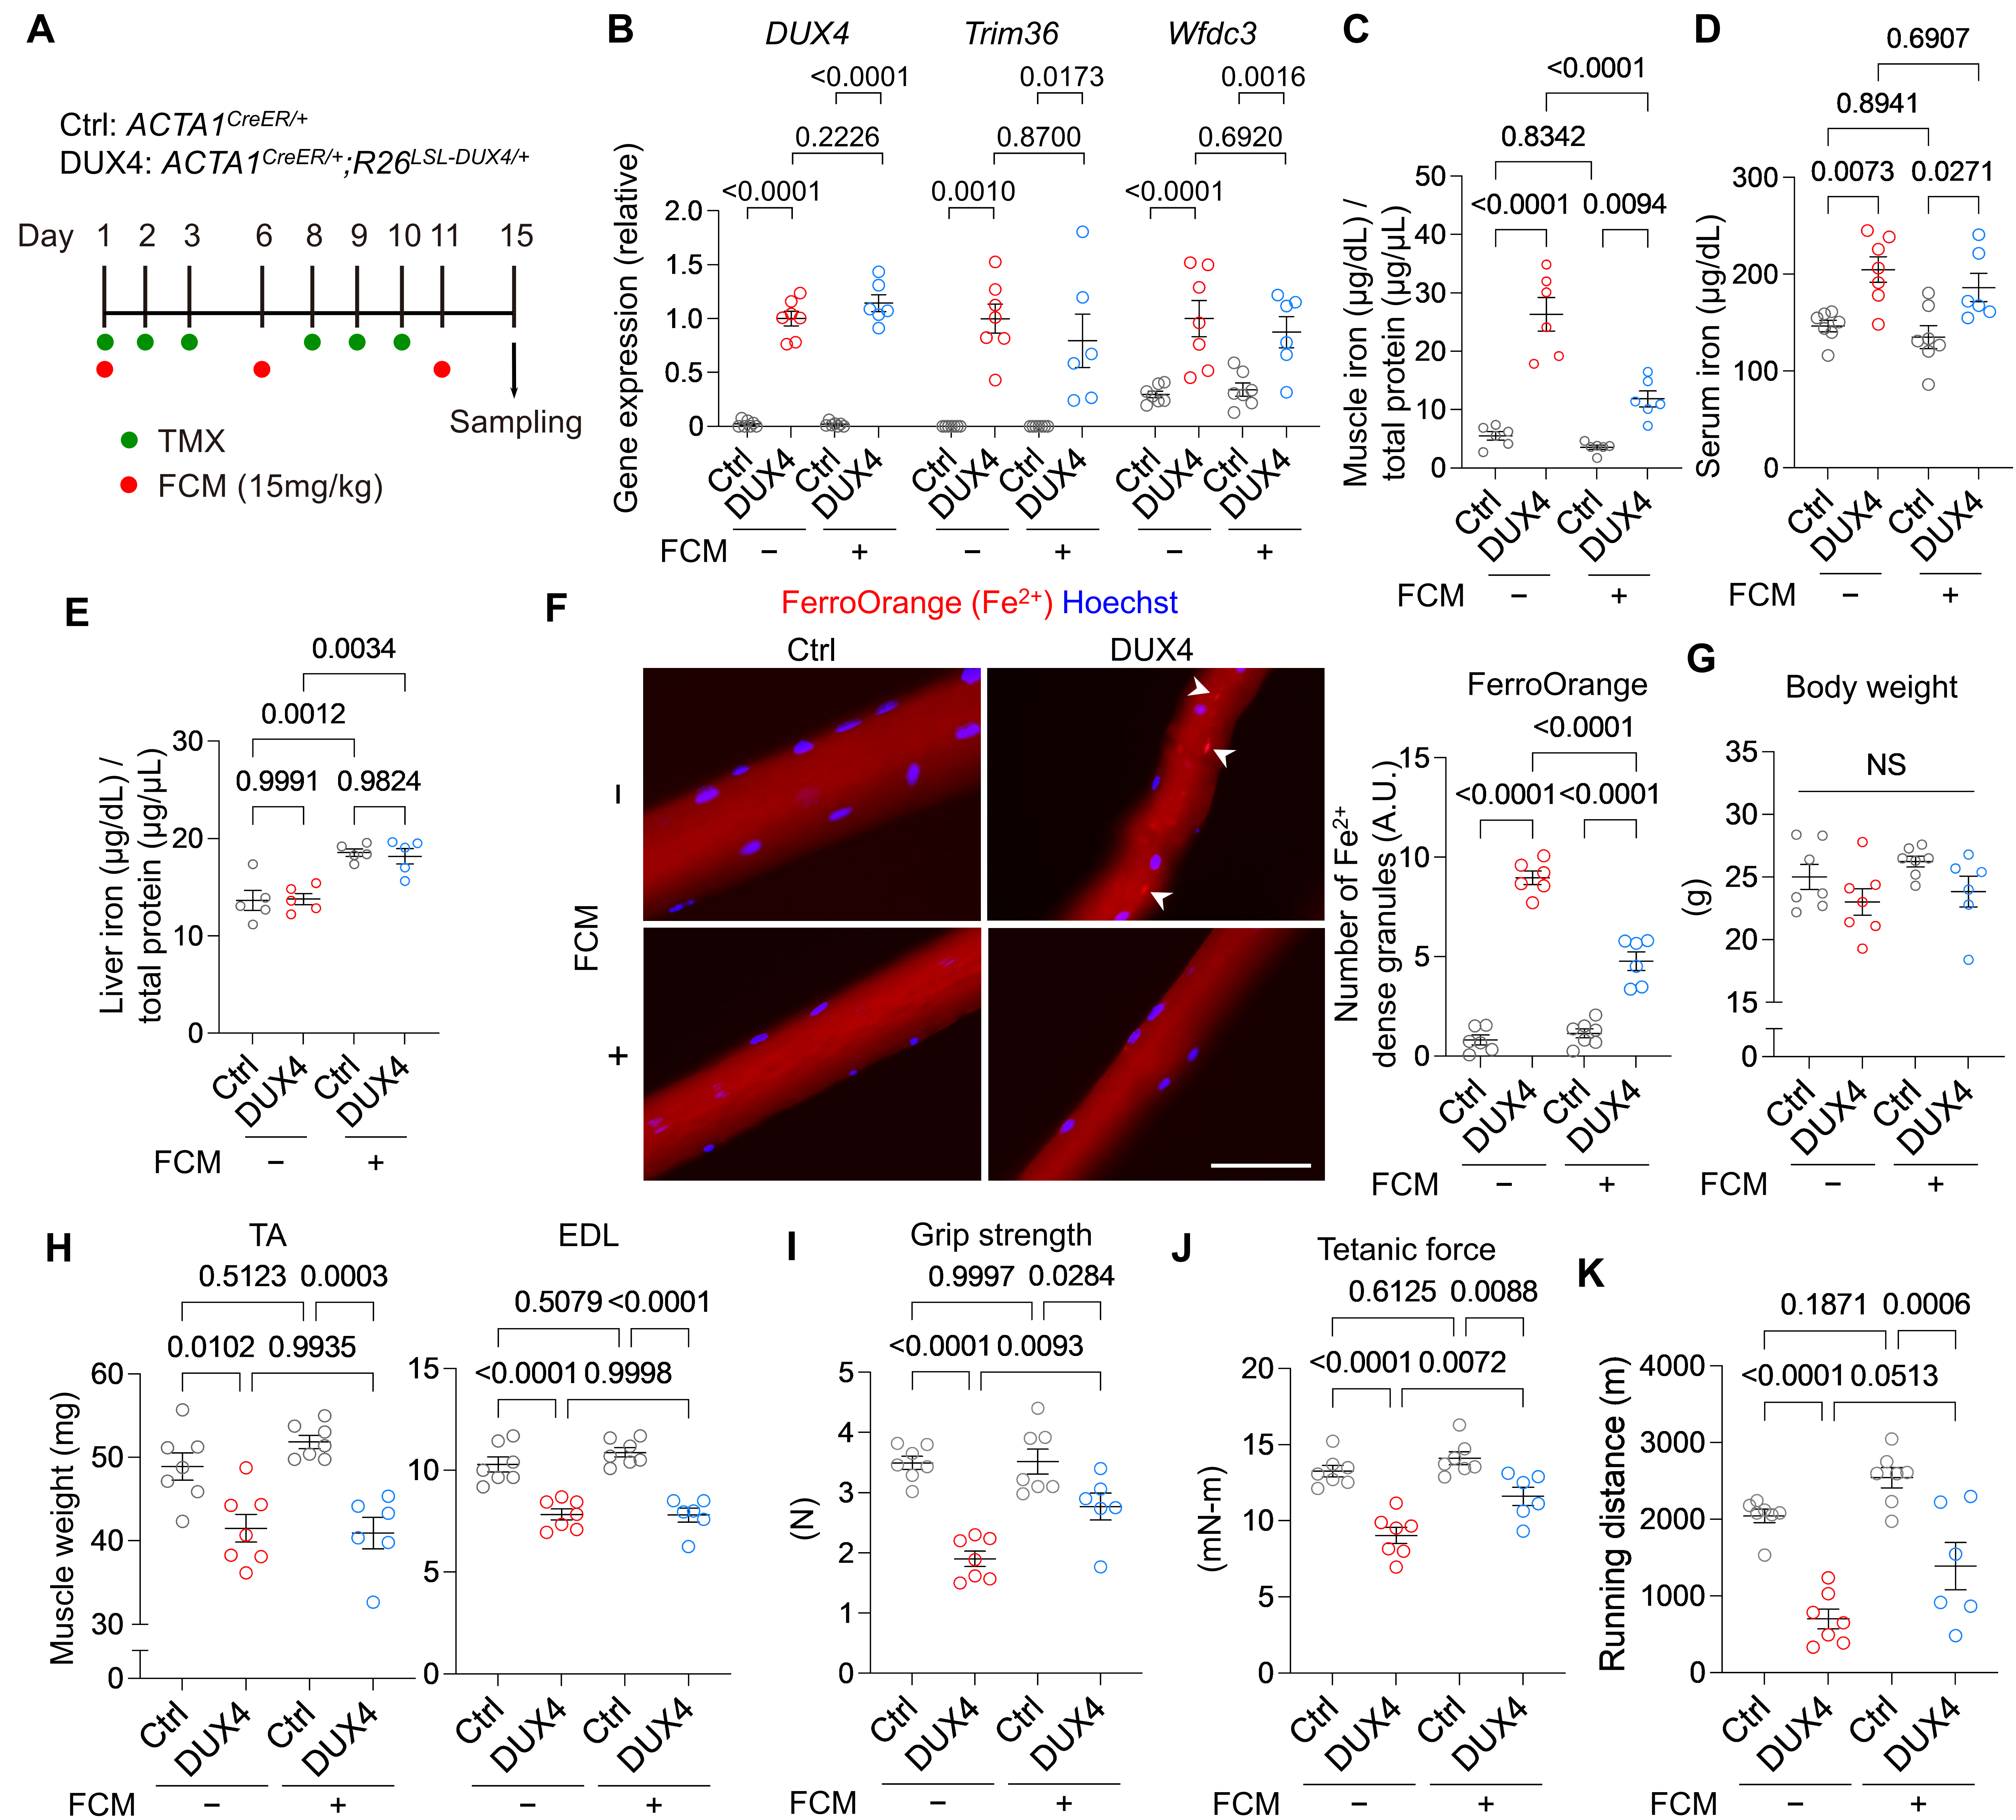 A
Ctrl: ACTA1CreER/+
DUX4: ACTA1CreER/+;R26LSL-DUX4/+
Day 1 2 3 6 8 9 10 11 15
Sampling
TMX
FCM (15mg/kg)
B
DUX4 Trim36 Wfdc3
<0.0001 0.0173 0.0016
0.2226 0.8700 0.6920
<0.0001 0.0010 <0.0001
Gene expression (relative)
2.0
1.5
1.0
0.5
0
Ctrl DUX4 Ctrl DUX4 Ctrl DUX4 Ctrl DUX4 Ctrl DUX4 Ctrl DUX4
FCM − + − + − +
C
<0.0001
0.8342
<0.0001 0.0094
Muscle iron (µg/dL) /
total protein (µg/µL)
50
40
30
20
10
0
Ctrl DUX4 Ctrl DUX4
FCM − +
D
0.6907
0.8941
0.0073 0.0271
Serum iron (µg/dL)
300
200
100
0
Ctrl DUX4 Ctrl DUX4
FCM − +
E
0.0034
0.0012
0.9991 0.9824
Liver iron (µg/dL) /
total protein (µg/µL)
30
20
10
0
Ctrl DUX4 Ctrl DUX4
FCM − +
F
FerroOrange (Fe2+) Hoechst
Ctrl DUX4
FCM
−
+
FerroOrange
<0.0001
<0.0001 <0.0001
Number of Fe2+
dense granules (A.U.)
15
10
5
0
Ctrl DUX4 Ctrl DUX4
FCM − +
G
Body weight
NS
(g)
35
30
25
20
15
0
Ctrl DUX4 Ctrl DUX4
FCM − +
H
TA
0.5123 0.0003
0.0102 0.9935
Muscle weight (mg)
60
50
40
30
0
Ctrl DUX4 Ctrl DUX4
FCM − +
EDL
0.5079 <0.0001
<0.0001 0.9998
15
10
5
0
Ctrl DUX4 Ctrl DUX4
− +
I
Grip strength
0.9997 0.0284
<0.0001 0.0093
(N)
5
4
3
2
1
0
Ctrl DUX4 Ctrl DUX4
FCM − +
J
Tetanic force
0.6125 0.0088
<0.0001 0.0072
(mN-m)
20
15
10
5
0
Ctrl DUX4 Ctrl DUX4
FCM − +
K
0.1871 0.0006
<0.0001 0.0513
Running distance (m)
4000
3000
2000
1000
0
Ctrl DUX4 Ctrl DUX4
FCM − +